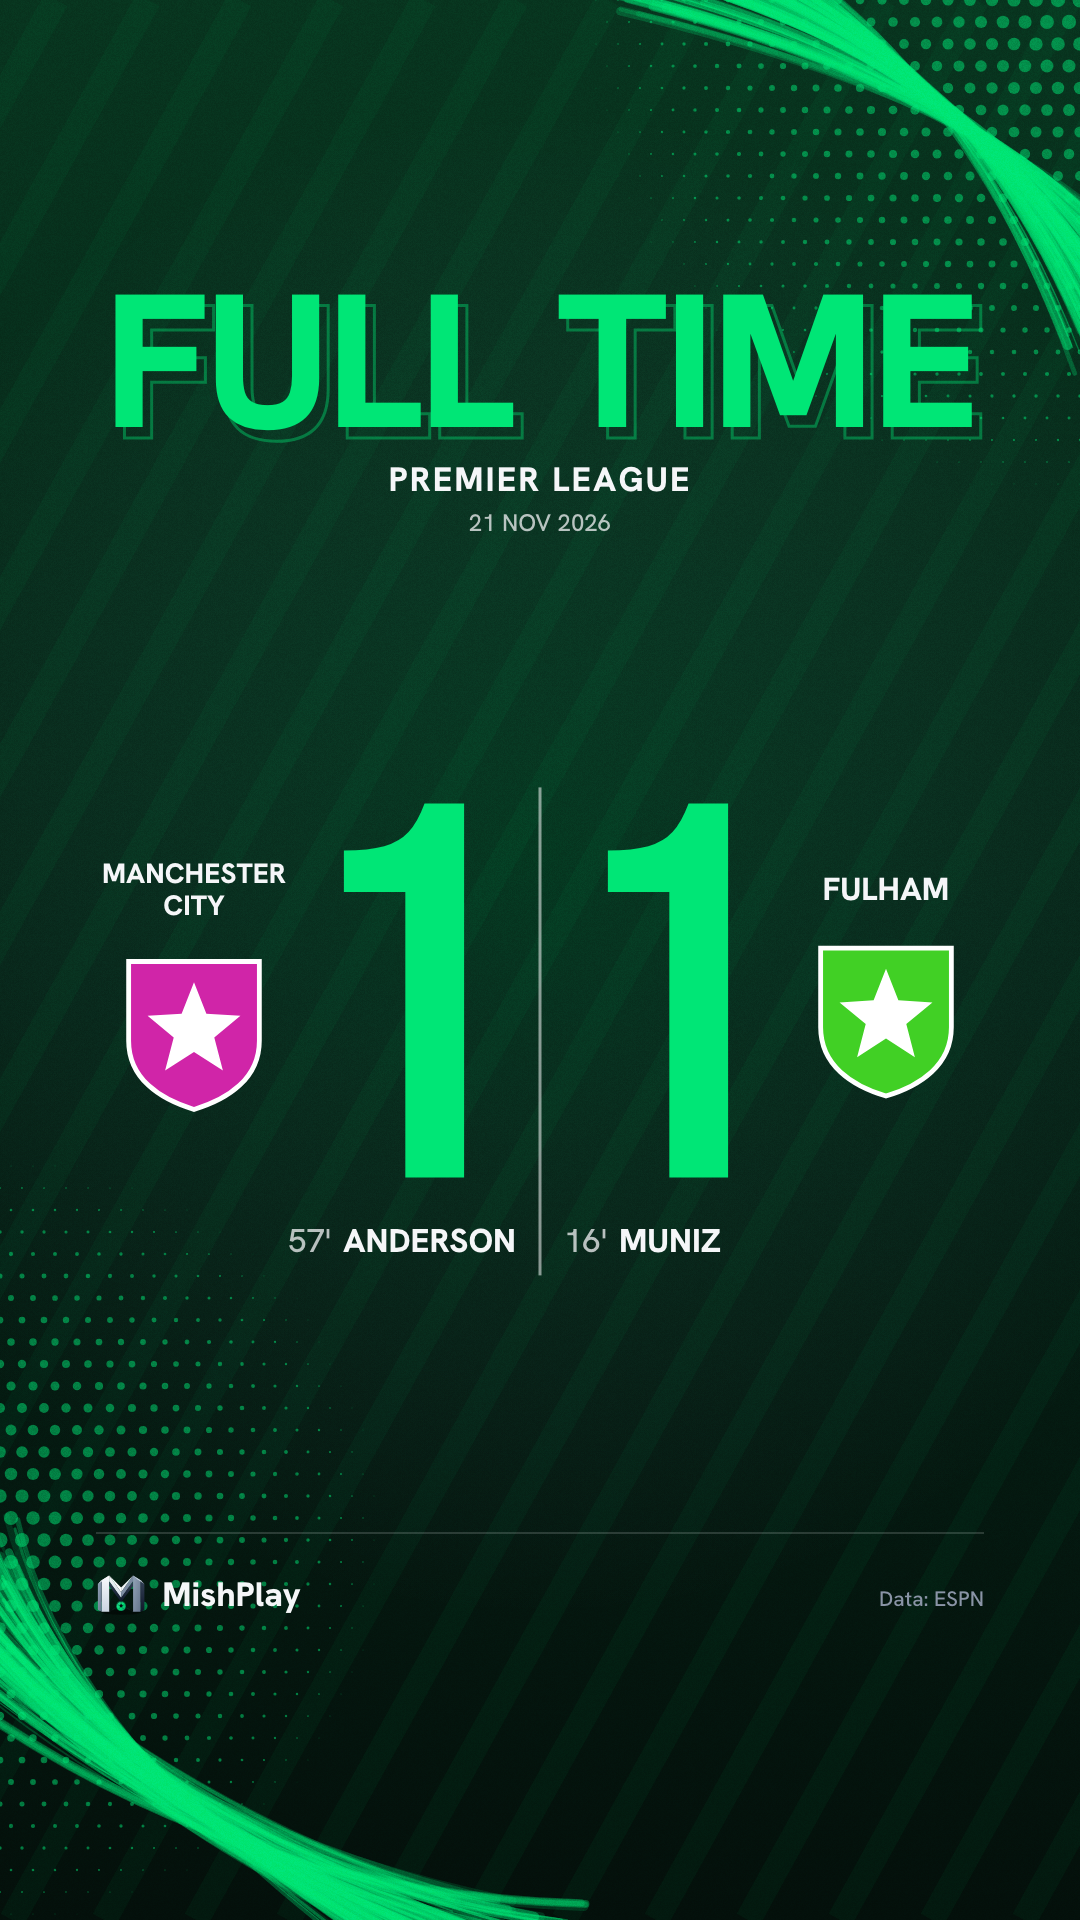 FULL TIME
PREMIER LEAGUE
21 NOV 2026
MANCHESTER
CITY
1
1
FULHAM
57' ANDERSON
16' MUNIZ
MishPlay
Data: ESPN